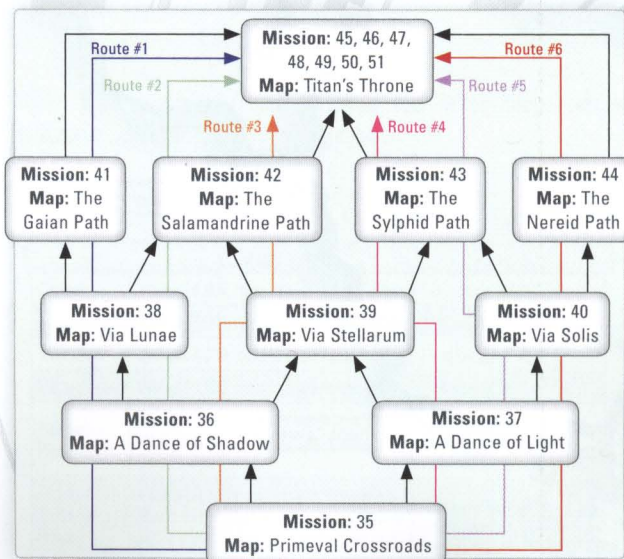 Route #1
Mission: 45, 46, 47,
48, 49, 50, 51
Map: Titan's Throne
Route #6
Route #2
Route #5
Route #3
Route #4
Mission: 41
Map: The
Gaian Path
Mission: 42
Map: The
Salamandrine Path
Mission: 43
Map: The
Sylphid Path
Mission: 44
Map: The
Nereid Path
Mission: 38
Map: Via Lunae
Mission: 39
Map: Via Stellarum
Mission: 40
Map: Via Solis
Mission: 36
Map: A Dance of Shadow
Mission: 37
Map: A Dance of Light
Mission: 35
Map: Primeval Crossroads